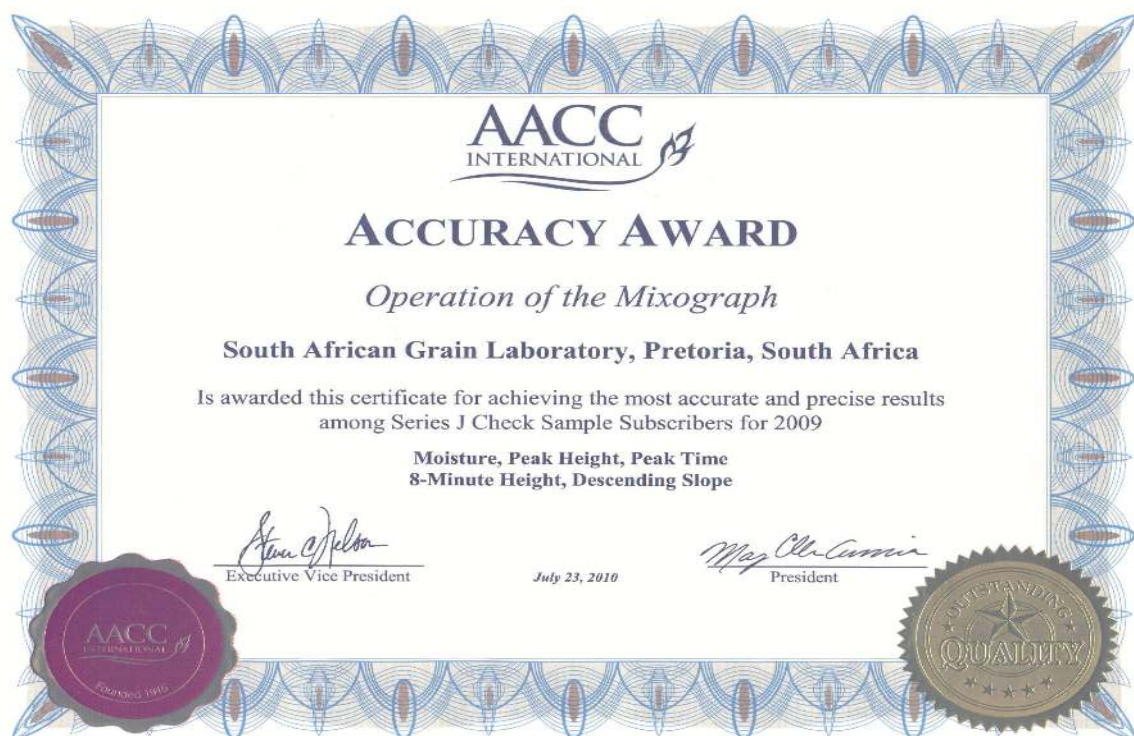 AACC
INTERNATIONAL
ACCURACY AWARD
Operation of the Mixograph
South African Grain Laboratory, Pretoria, South Africa
Is awarded this certificate for achieving the most accurate and precise results
among Series J Check Sample Subscribers for 2009
Moisture, Peak Height, Peak Time
8-Minute Height, Descending Slope
Steven C Nelson
Executive Vice President
July 23, 2010
President
AACC
INTERNATIONAL
Founded 1915
OUTSTANDING
QUALITY